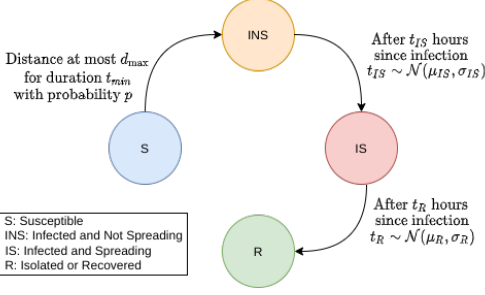 INS
Distance at most d_max
for duration t_min
with probability p
After t_IS hours
since infection
t_IS ∼ N(μ_IS, σ_IS)
S
IS
After t_R hours
since infection
t_R ∼ N(μ_R, σ_R)
R
S: Susceptible
INS: Infected and Not Spreading
IS: Infected and Spreading
R: Isolated or Recovered